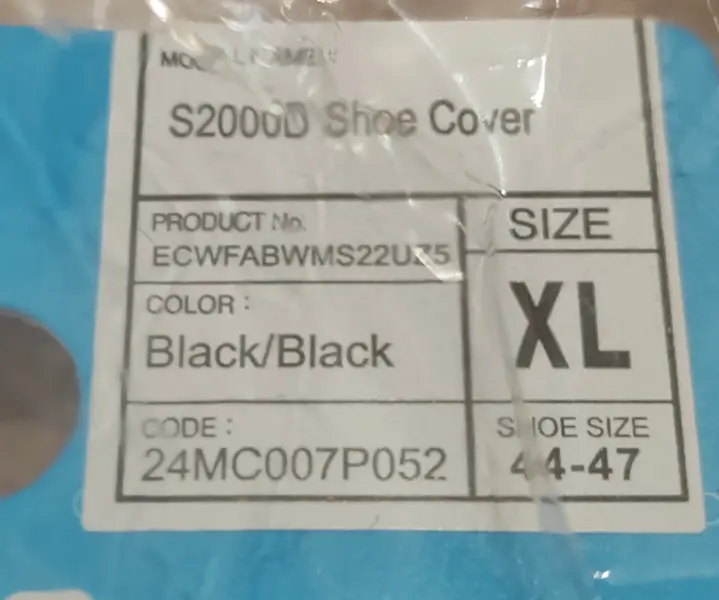 S2000D Shoe Cover
PRODUCT No.
ECWFABWMS22UZ5
SIZE
COLOR :
Black/Black
XL
CODE :
24MC007P052
SHOE SIZE
44-47